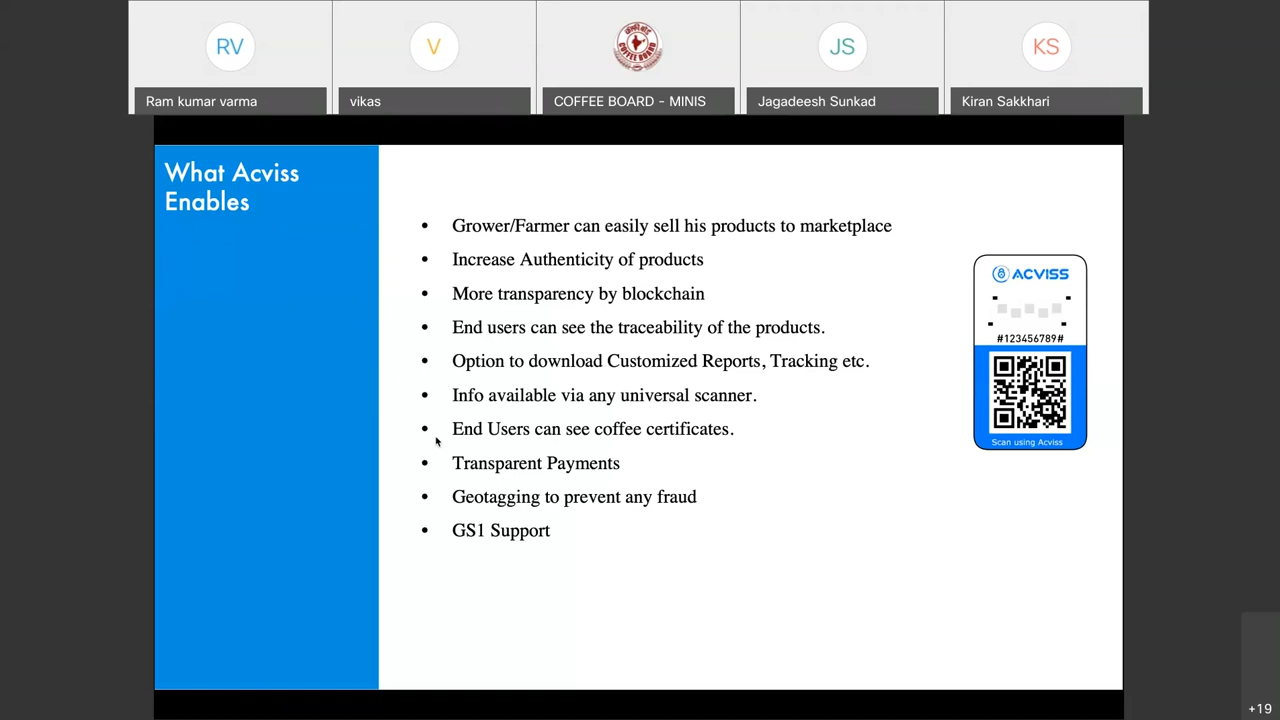 RV
V
JS
KS
Ram kumar varma
vikas
COFFEE BOARD - MINIS
Jagadeesh Sunkad
Kiran Sakkhari
What Acviss
Enables
• Grower/Farmer can easily sell his products to marketplace
• Increase Authenticity of products
• More transparency by blockchain
• End users can see the traceability of the products.
• Option to download Customized Reports, Tracking etc.
• Info available via any universal scanner.
• End Users can see coffee certificates.
• Transparent Payments
• Geotagging to prevent any fraud
• GS1 Support
ACVISS
#123456789#
Scan using Acviss
+19